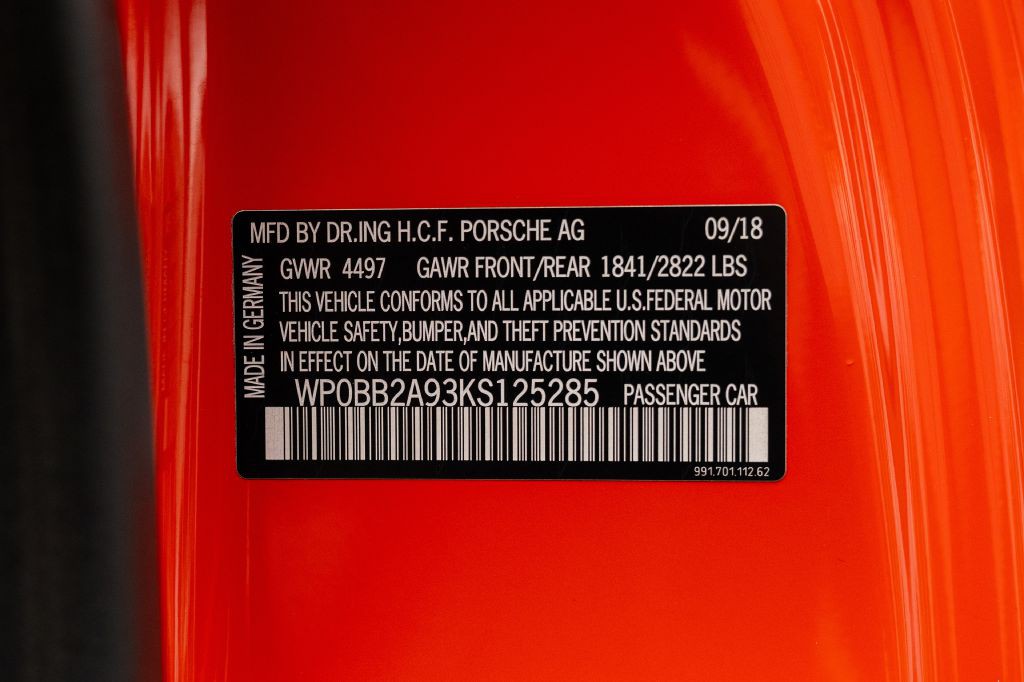 MFD BY DR.ING H.C.F. PORSCHE AG 09/18
GVWR 4497 GAWR FRONT/REAR 1841/2822 LBS
THIS VEHICLE CONFORMS TO ALL APPLICABLE U.S.FEDERAL MOTOR
VEHICLE SAFETY,BUMPER,AND THEFT PREVENTION STANDARDS
IN EFFECT ON THE DATE OF MANUFACTURE SHOWN ABOVE
WP0BB2A93KS125285 PASSENGER CAR
991.701.112.62
MADE IN GERMANY